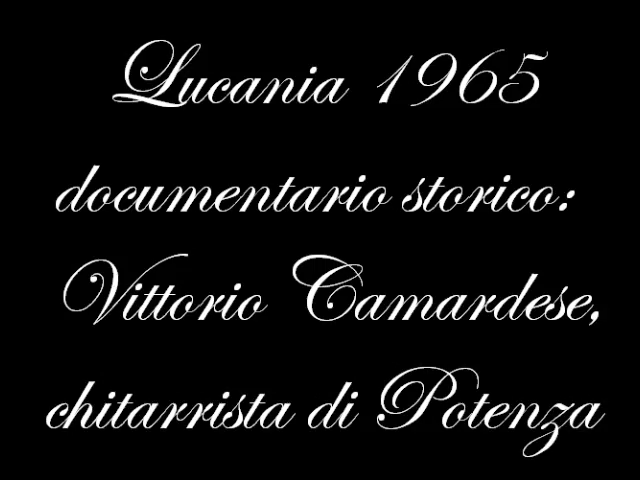 Lucania 1965
documentario storico:
Vittorio Camardese,
chitarrista di Potenza